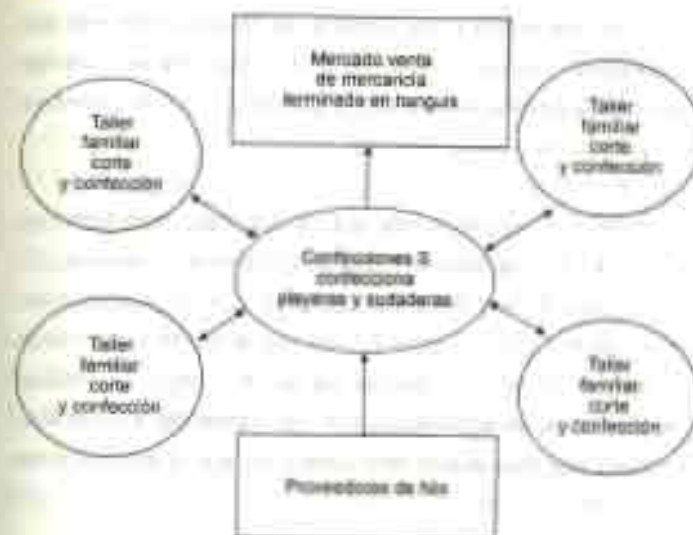 Mercado venta
de mercancía
terminada en tianguis
Taller
familiar
corte
y confección
Taller
familiar
corte
y confección
Confecciones S
confecciona
playeras y sudaderas
Taller
familiar
corte
y confección
Taller
familiar
corte
y confección
Proveedores de hilo